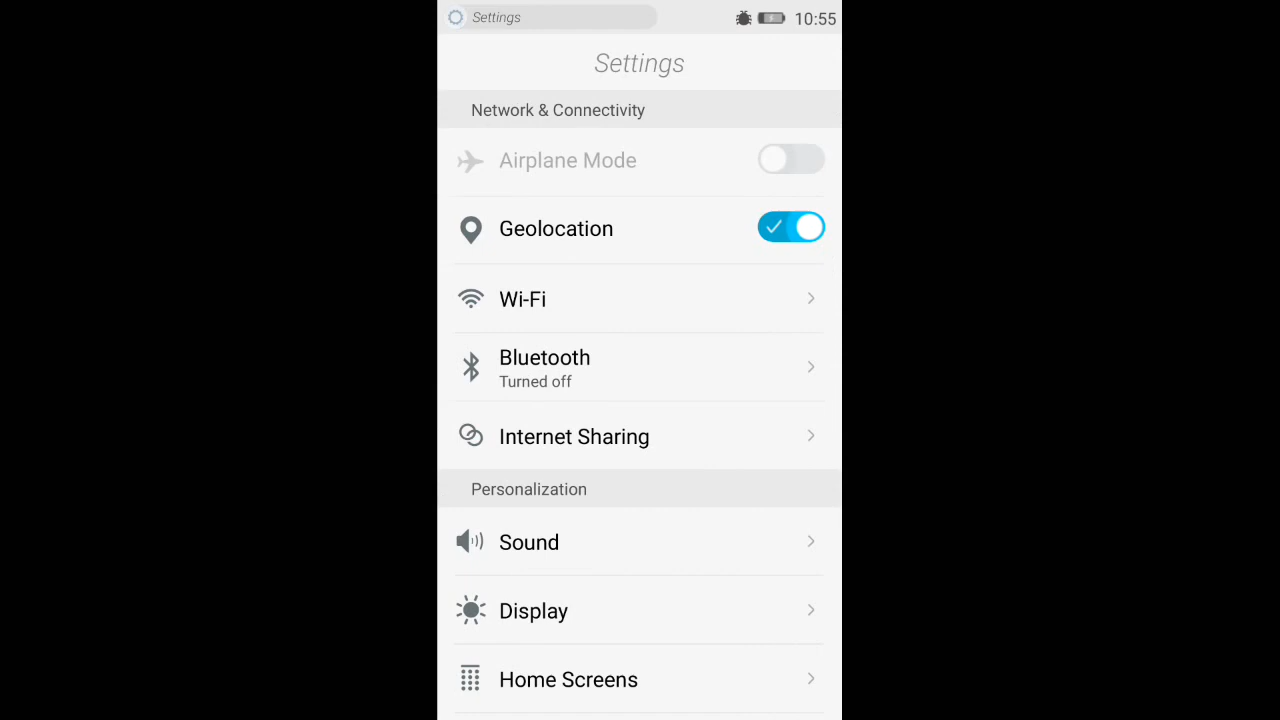 Settings
10:55
Settings
Network & Connectivity
Airplane Mode
Geolocation
Wi-Fi
Bluetooth
Turned off
Internet Sharing
Personalization
Sound
Display
Home Screens